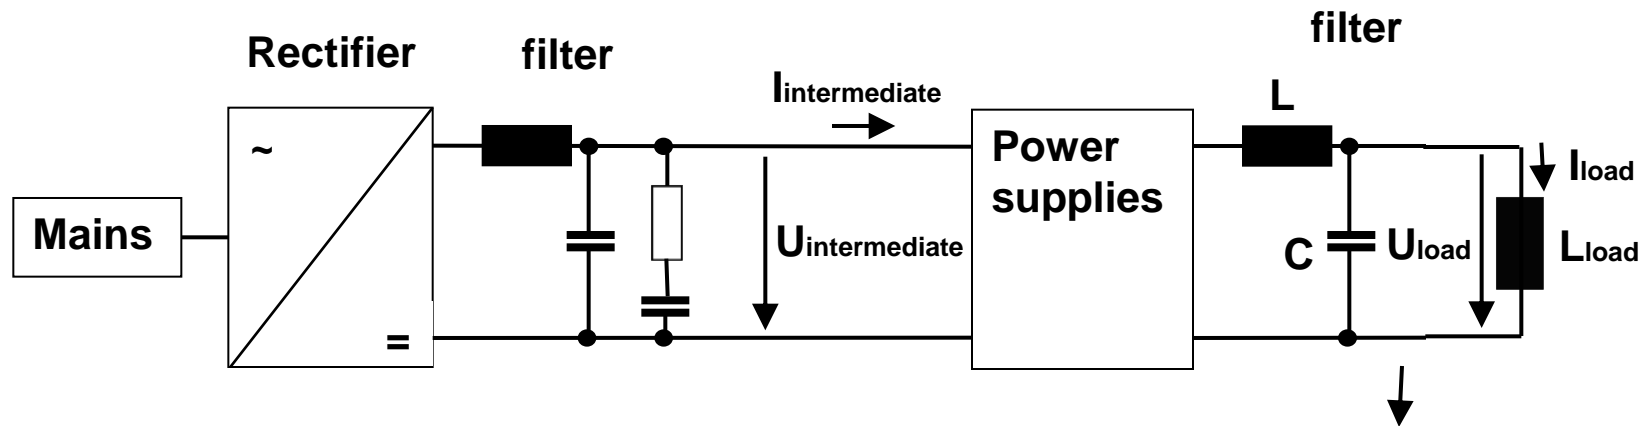 Rectifier
filter
filter
Iintermediate
L
~
Power
supplies
Iload
Mains
Uintermediate
C
Uload
Lload
=